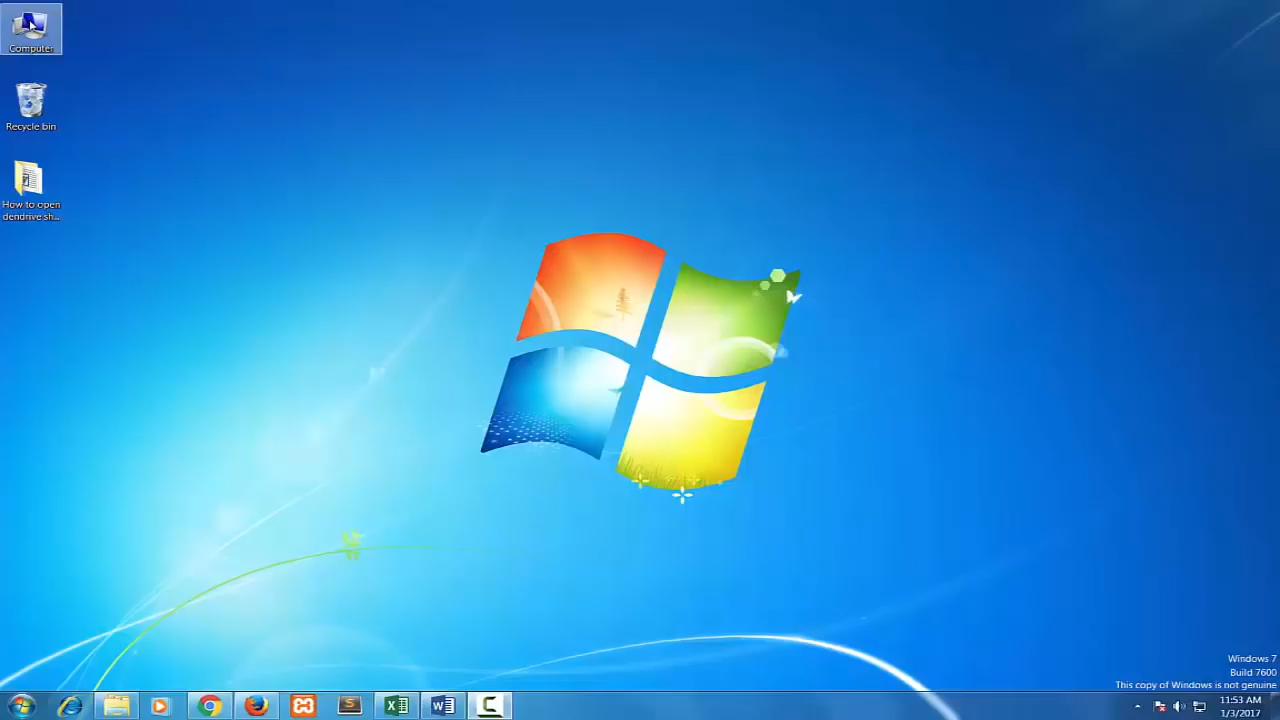 Computer
Recycle bin
How to open
dendrive sh...
Windows 7
Build 7600
This copy of Windows is not genuine
11:53 AM
1/3/2017